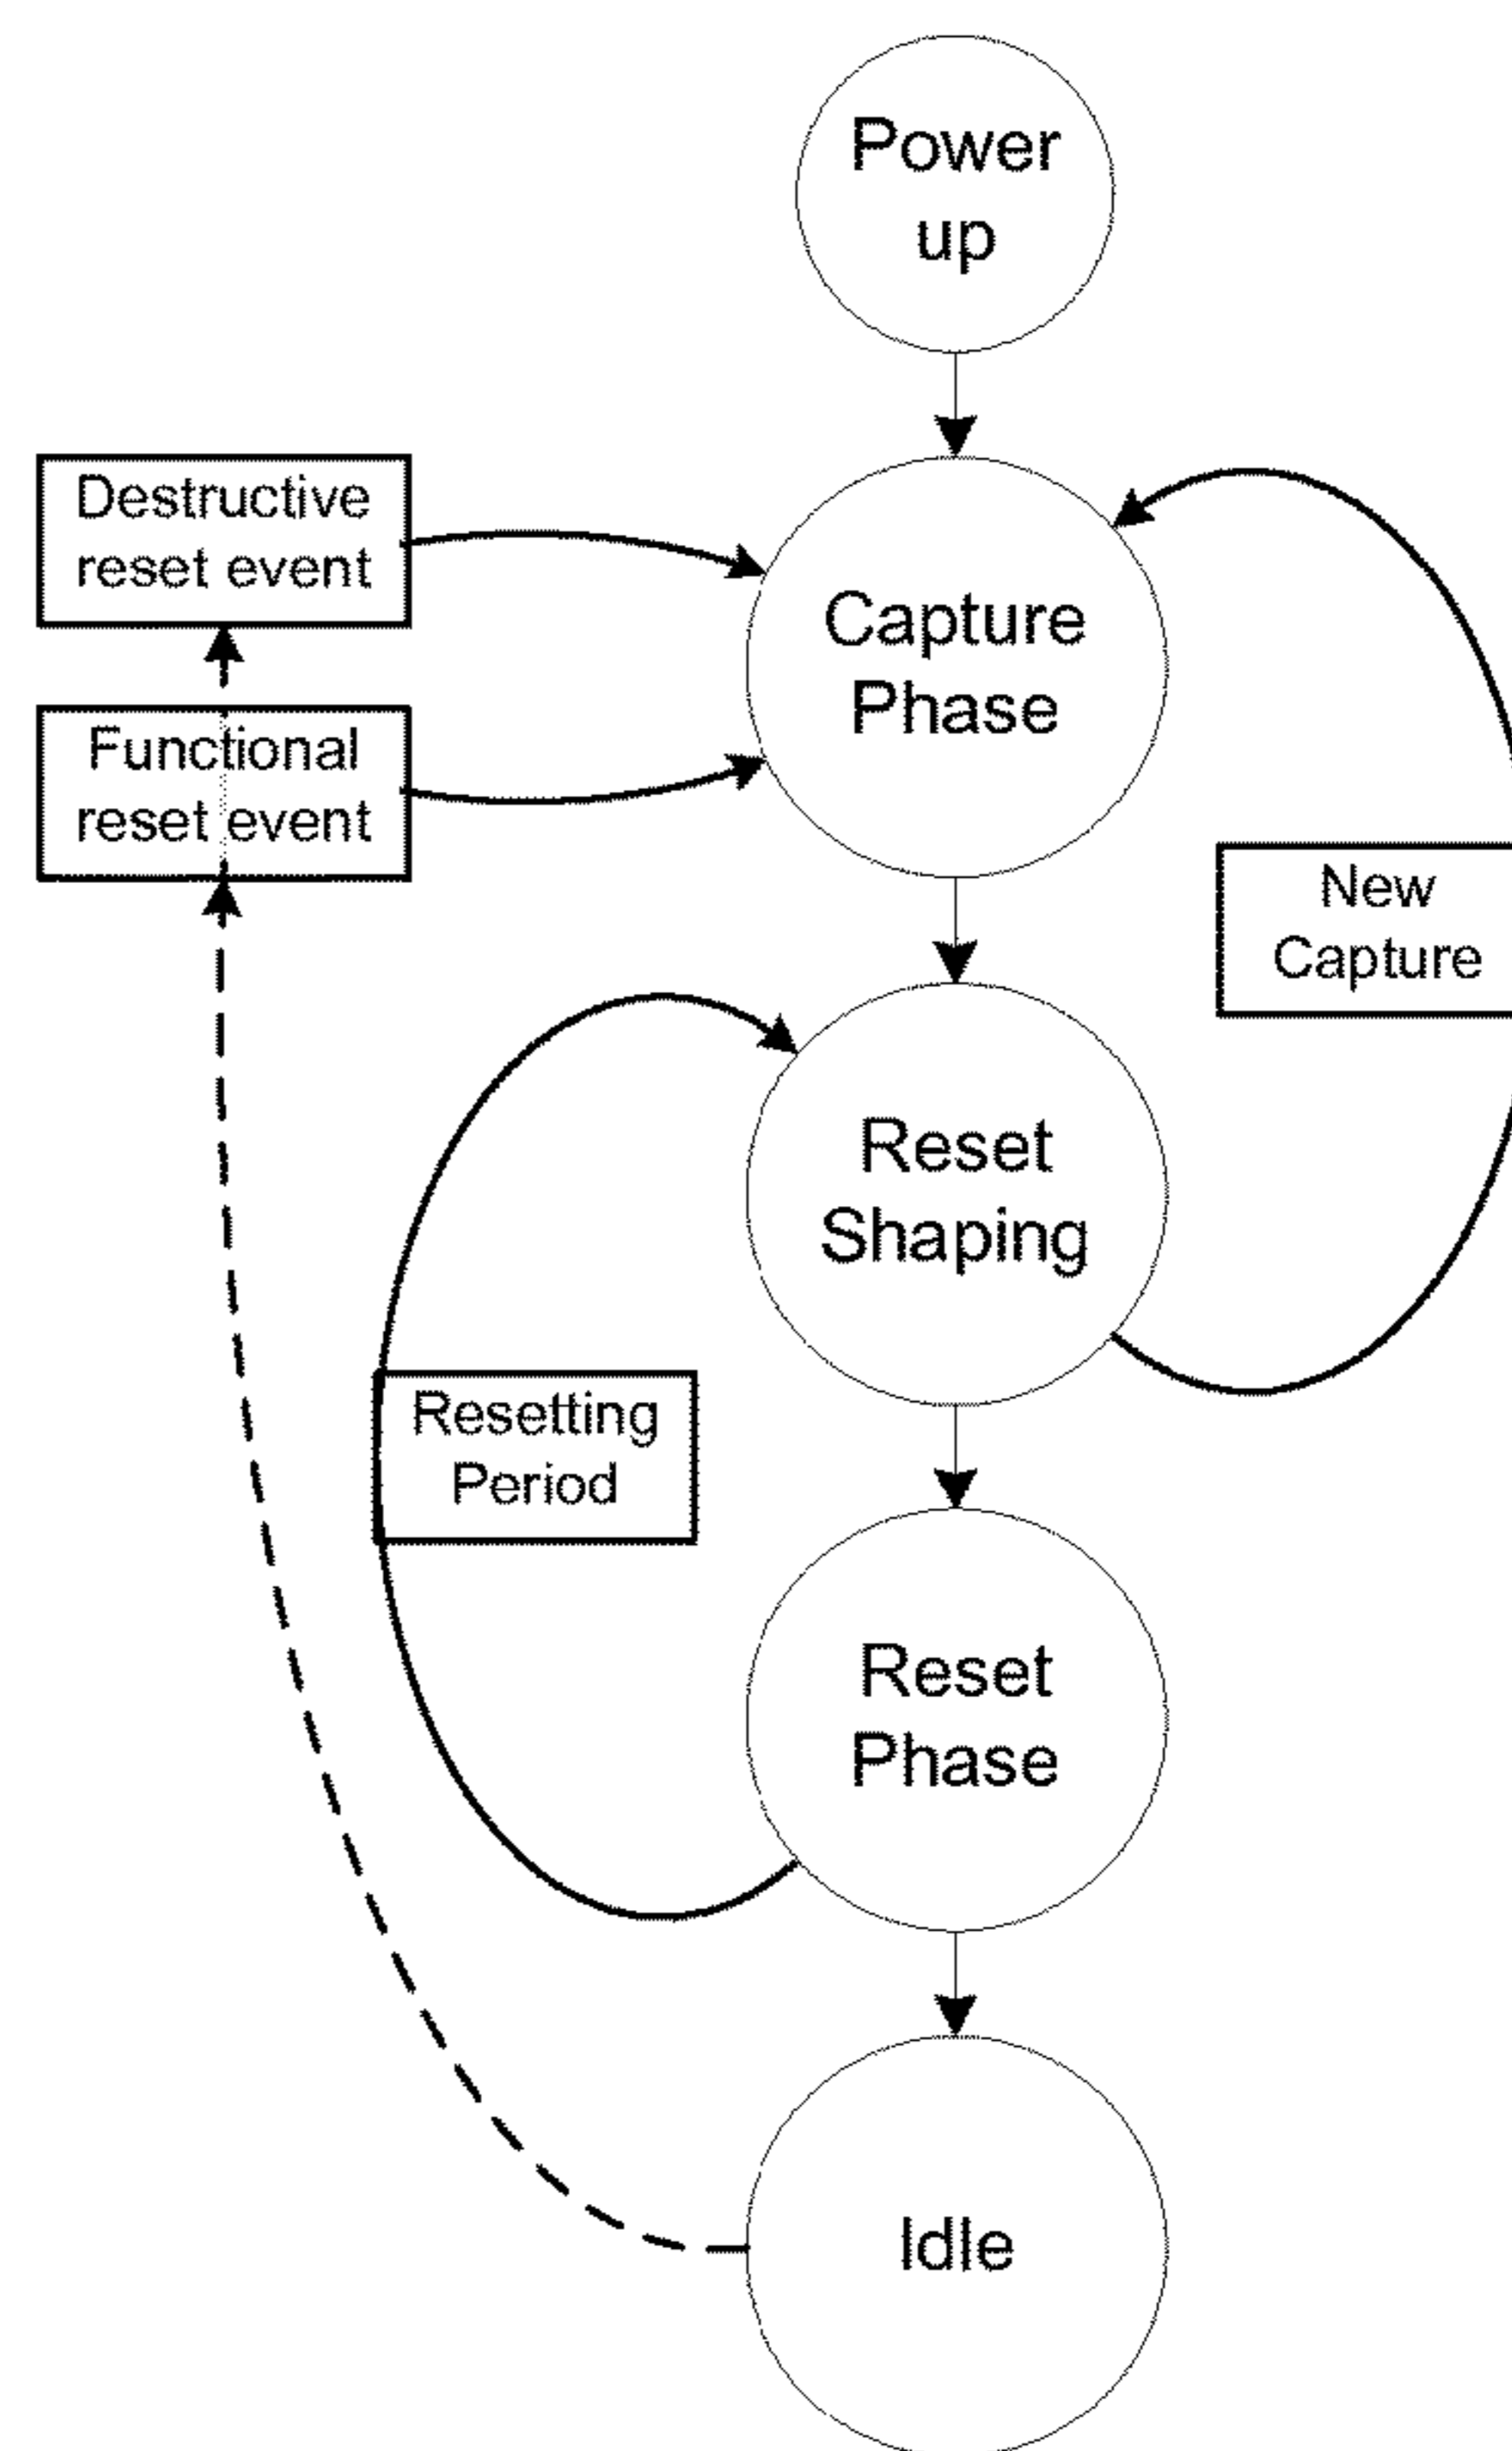 Power
up
Destructive
reset event
Capture
Phase
Functional
reset event
New
Capture
Reset
Shaping
Resetting
Period
Reset
Phase
Idle